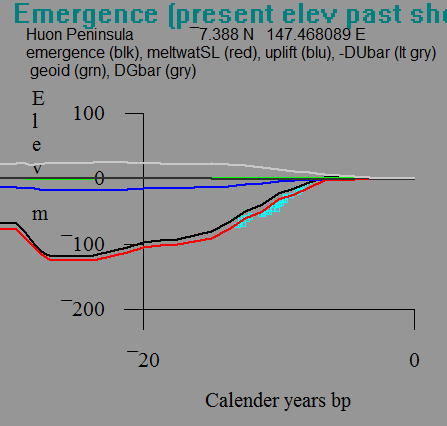 Emergence (present elev past sho
Huon Peninsula ¯7.388 N 147.468089 E
emergence (blk), meltwatSL (red), uplift (blu), -DUbar (lt gry)
geoid (grn), DGbar (gry)
E
l
e
v
m
100
0
¯100
¯200
¯20 0
Calender years bp